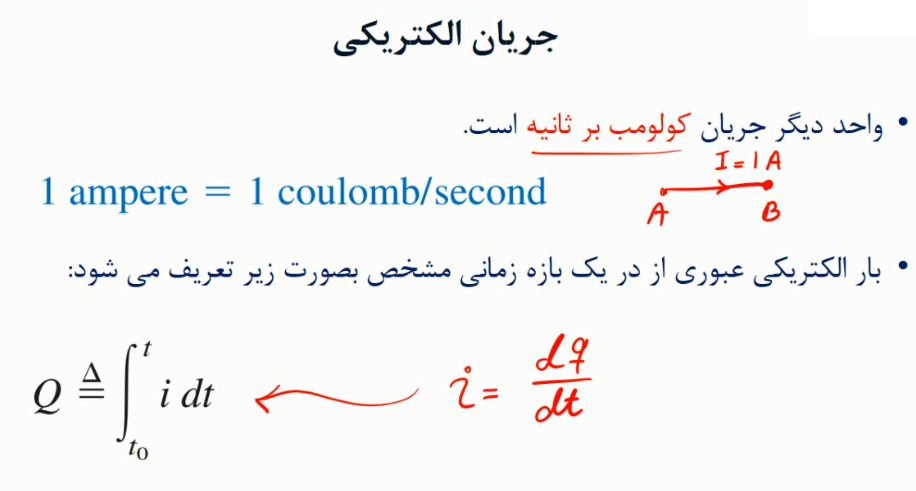 جریان الکتریکی
• واحد دیگر جریان کولومب بر ثانیه است.
I = 1 A
1 ampere = 1 coulomb/second
A B
• بار الکتریکی عبوری از در یک بازه زمانی مشخص بصورت زیر تعریف می شود:
Q ≜ ∫_{t_0}^{t} i dt
i = dq/dt